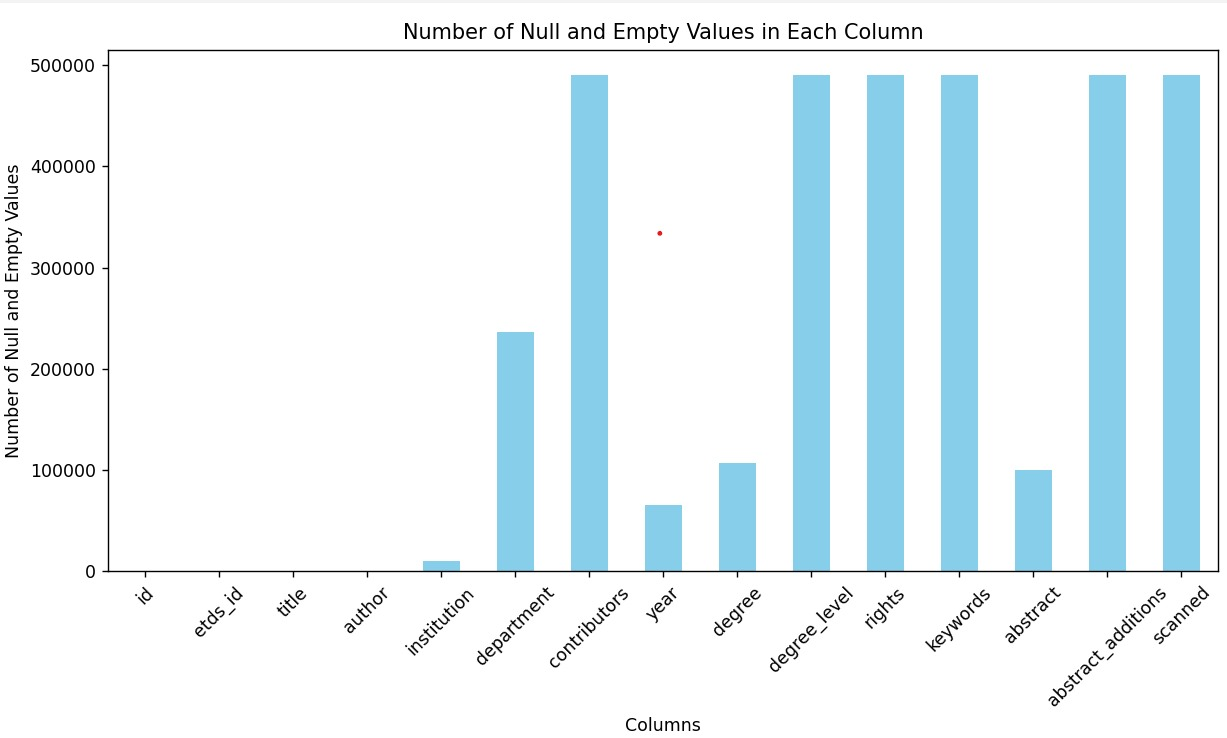 Number of Null and Empty Values in Each Column
Number of Null and Empty Values
500000
400000
300000
200000
100000
0
id
etds_id
title
author
institution
department
contributors
year
degree
degree_level
rights
keywords
abstract
abstract_additions
scanned
Columns